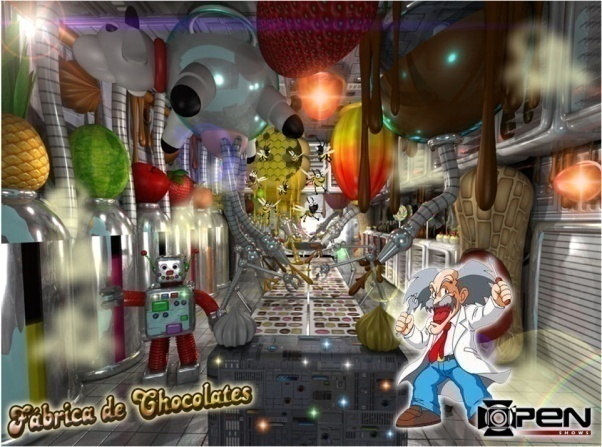 Fábrica de Chocolates
OPEN
SHOWS